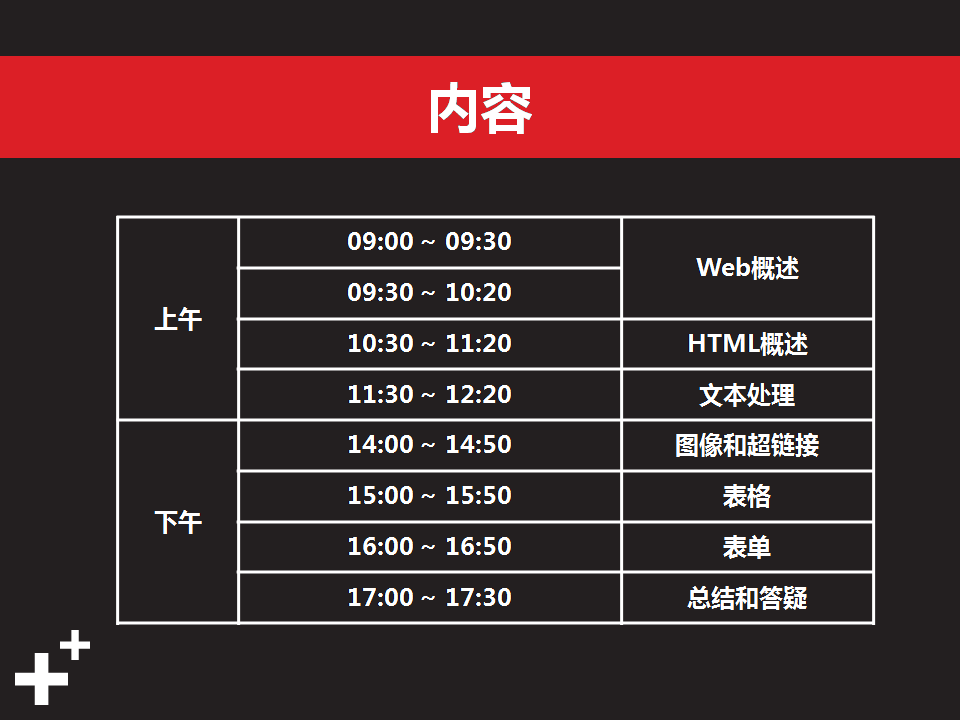 内容
上午
09:00 ~ 09:30
Web概述
09:30 ~ 10:20
10:30 ~ 11:20
HTML概述
11:30 ~ 12:20
文本处理
下午
14:00 ~ 14:50
图像和超链接
15:00 ~ 15:50
表格
16:00 ~ 16:50
表单
17:00 ~ 17:30
总结和答疑